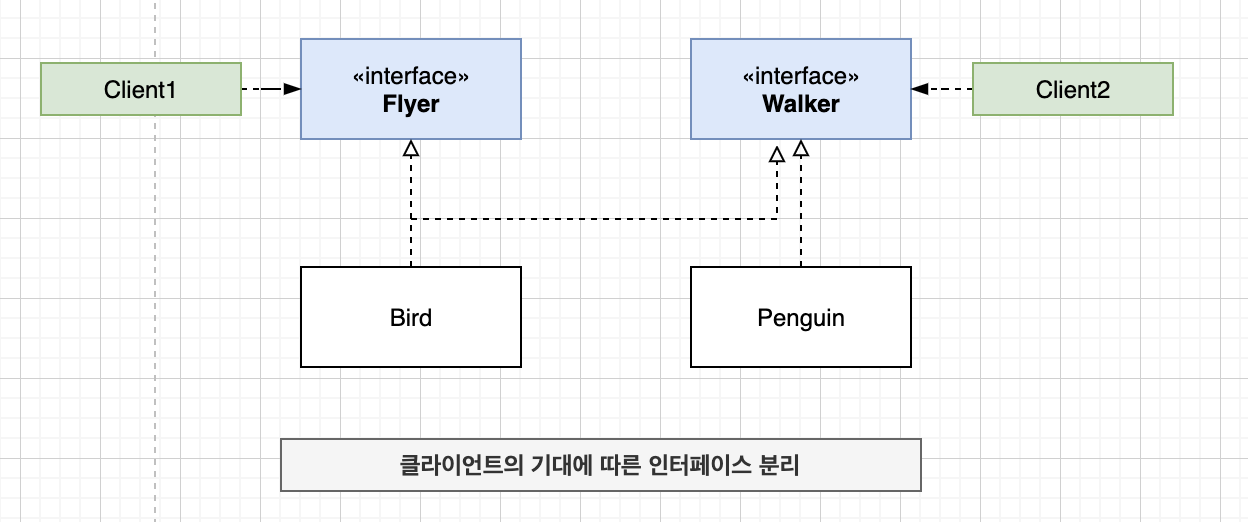 Client1
«interface»
Flyer
«interface»
Walker
Client2
Bird
Penguin
클라이언트의 기대에 따른 인터페이스 분리